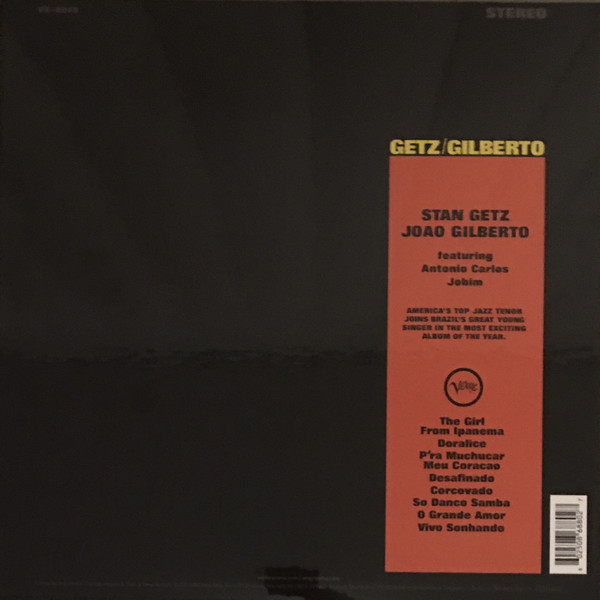 STEREO
GETZ/GILBERTO
STAN GETZ
JOAO GILBERTO
featuring
Antonio Carlos
Jobim
AMERICA'S TOP JAZZ TENOR
JOINS BRAZIL'S GREAT YOUNG
SINGER IN THE MOST EXCITING
ALBUM OF THE YEAR.
Verve
The Girl
From Ipanema
Doralice
P'ra Muchucar
Meu Coracao
Desafinado
Corcovado
So Danco Samba
O Grande Amor
Vivo Sonhando